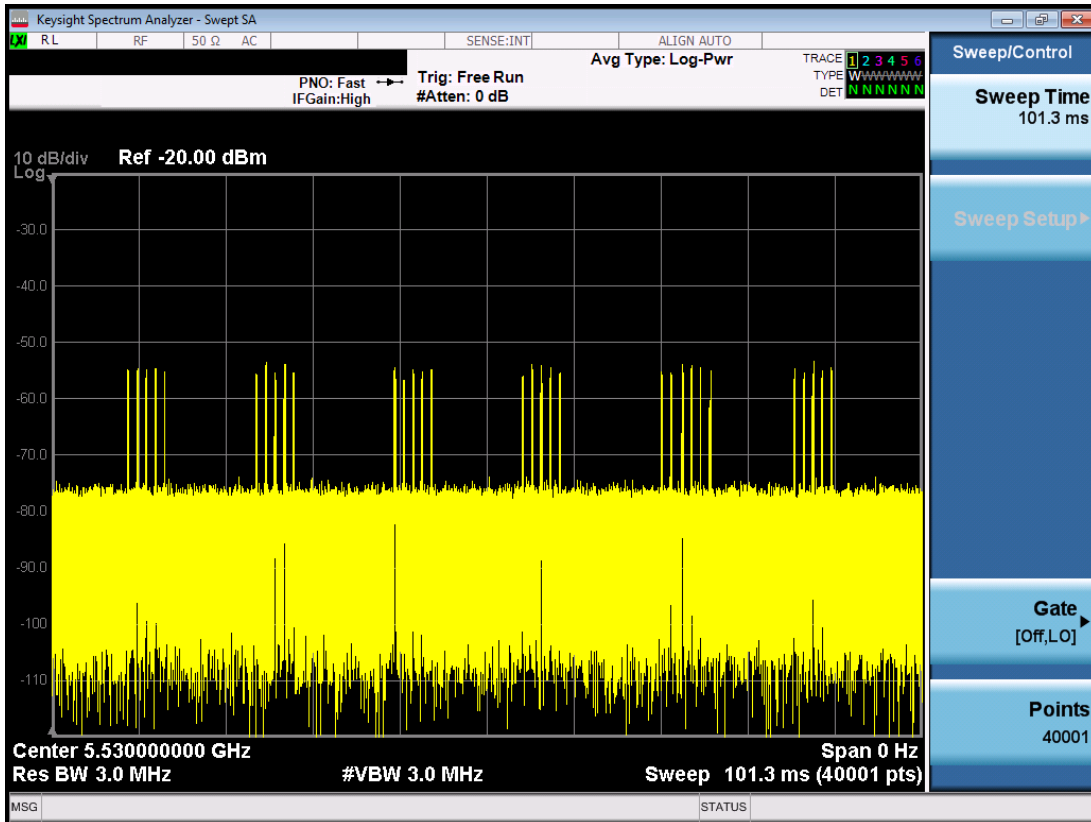 Keysight Spectrum Analyzer - Swept SA
LXI RL RF 50 Ω AC SENSE:INT ALIGN AUTO
Avg Type: Log-Pwr
TRACE 1 2 3 4 5 6
TYPE WWWWWWW
DET N N N N N N
PNO: Fast
IFGain:High
Trig: Free Run
#Atten: 0 dB
10 dB/div Ref -20.00 dBm
Log
-30.0
-40.0
-50.0
-60.0
-70.0
-80.0
-90.0
-100
-110
Center 5.530000000 GHz Span 0 Hz
Res BW 3.0 MHz #VBW 3.0 MHz Sweep 101.3 ms (40001 pts)
MSG STATUS
Sweep/Control
Sweep Time
101.3 ms
Sweep Setup
Gate
[Off,LO]
Points
40001